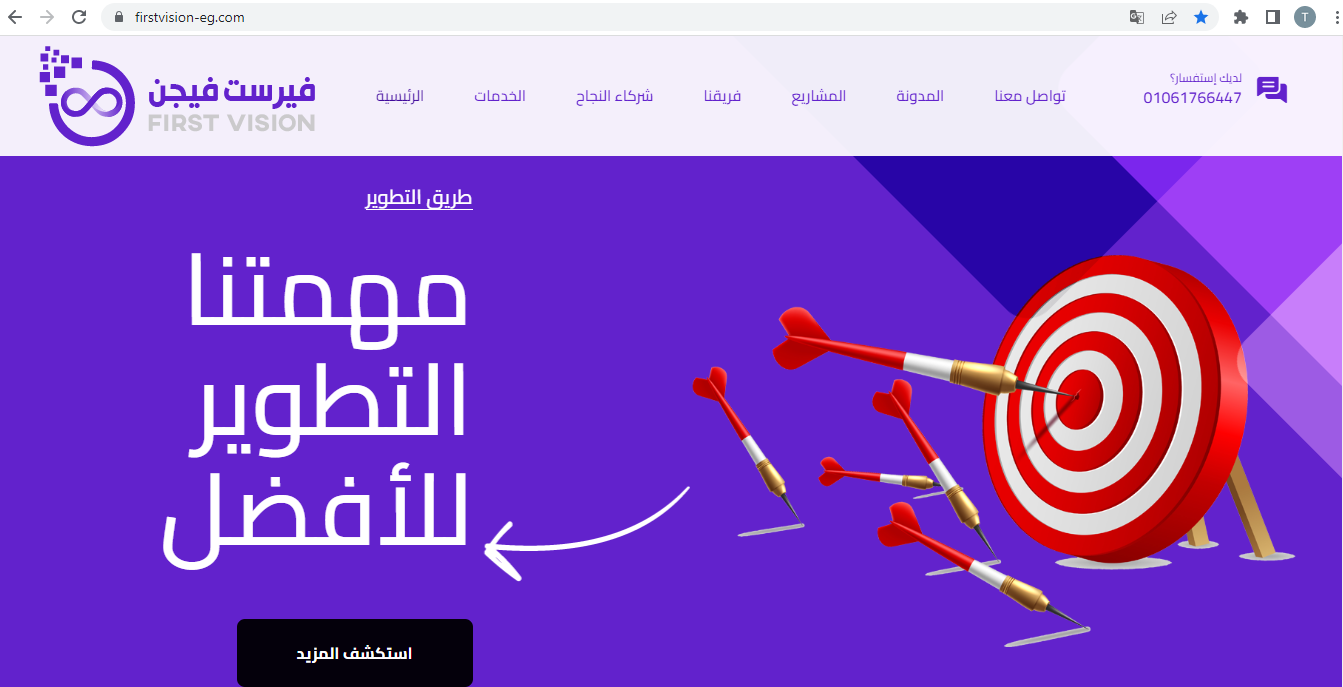 firstvision-eg.com
T
فيرست فيجن
FIRST VISION
الرئيسية
الخدمات
شركاء النجاح
فريقنا
المشاريع
المدونة
تواصل معنا
لديك إستفسار؟
01061766447
طريق التطوير
مهمتنا
التطوير
للأفضل
استكشف المزيد